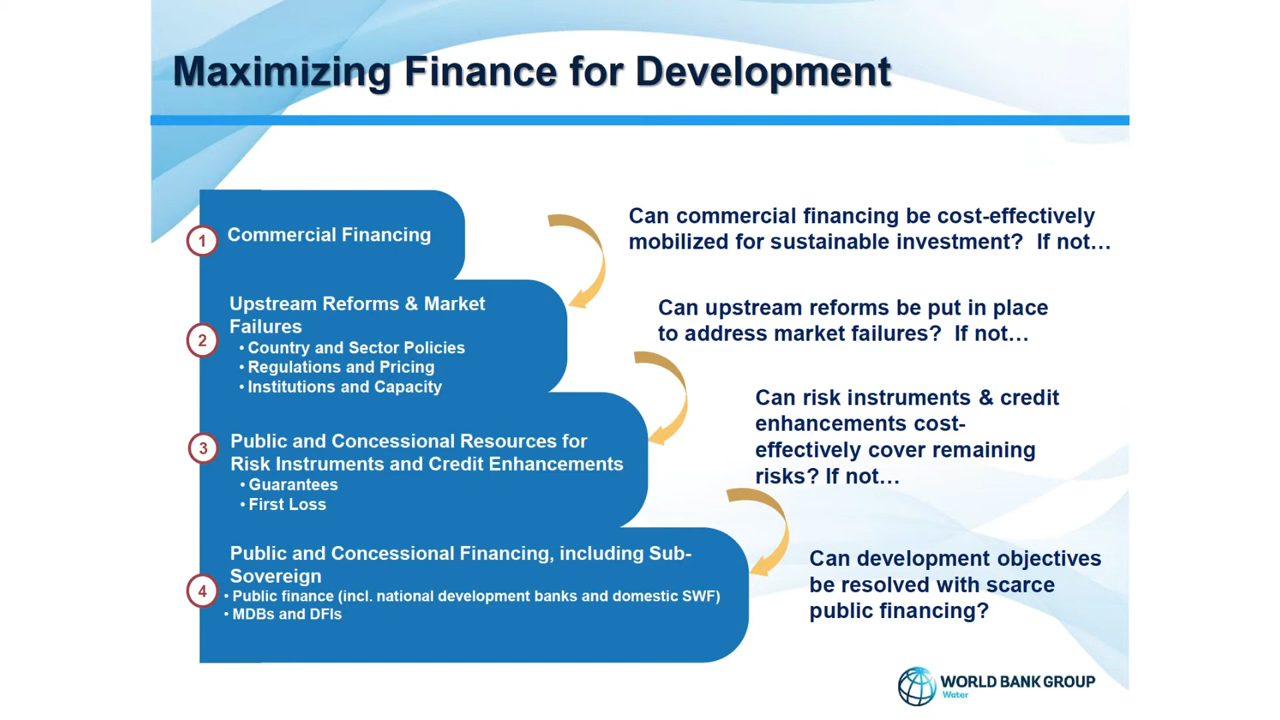 Maximizing Finance for Development
1
Commercial Financing
Can commercial financing be cost-effectively
mobilized for sustainable investment?  If not…
2
Upstream Reforms & Market
Failures
• Country and Sector Policies
• Regulations and Pricing
• Institutions and Capacity
Can upstream reforms be put in place
to address market failures?  If not…
3
Public and Concessional Resources for
Risk Instruments and Credit Enhancements
• Guarantees
• First Loss
Can risk instruments & credit
enhancements cost-
effectively cover remaining
risks? If not…
4
Public and Concessional Financing, including Sub-
Sovereign
• Public finance (incl. national development banks and domestic SWF)
• MDBs and DFIs
Can development objectives
be resolved with scarce
public financing?
WORLD BANK GROUP
Water